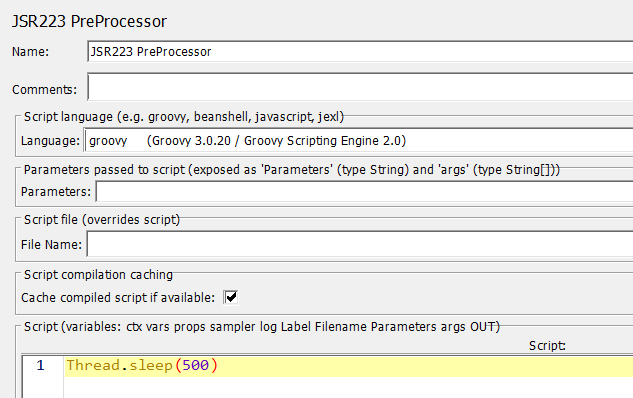 JSR223 PreProcessor
Name: JSR223 PreProcessor
Comments:
Script language (e.g. groovy, beanshell, javascript, jexl)
Language: groovy (Groovy 3.0.20 / Groovy Scripting Engine 2.0)
Parameters passed to script (exposed as 'Parameters' (type String) and 'args' (type String[]))
Parameters:
Script file (overrides script)
File Name:
Script compilation caching
Cache compiled script if available:
Script (variables: ctx vars props sampler log Label Filename Parameters args OUT)
Script:
1 Thread.sleep(500)